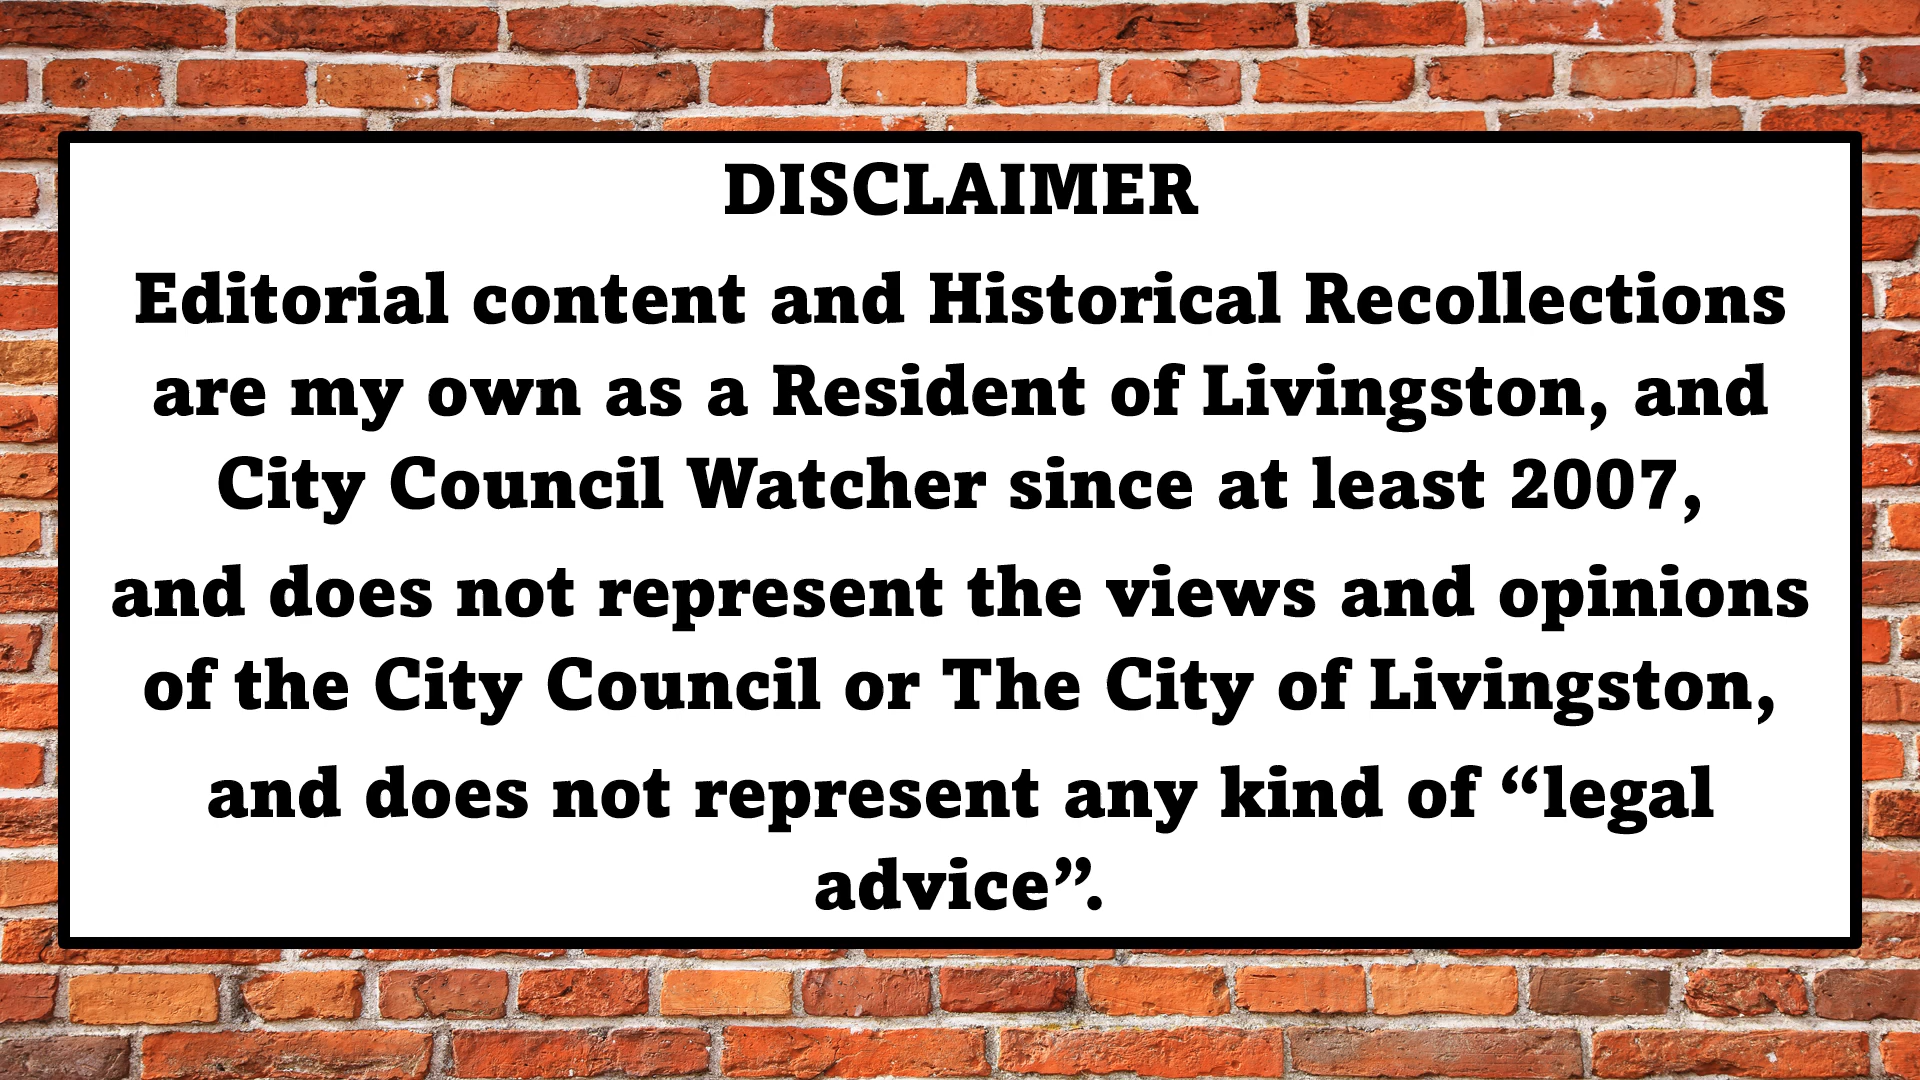 DISCLAIMER
Editorial content and Historical Recollections
are my own as a Resident of Livingston, and
City Council Watcher since at least 2007,
and does not represent the views and opinions
of the City Council or The City of Livingston,
and does not represent any kind of “legal
advice”.